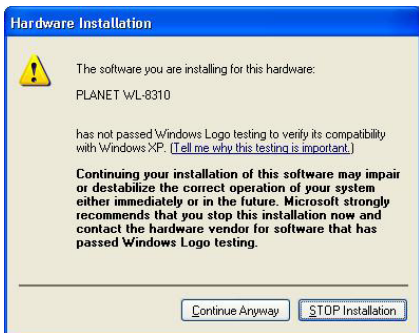 Hardware Installation
The software you are installing for this hardware:
PLANET WL-8310
has not passed Windows Logo testing to verify its compatibility
with Windows XP. (Tell me why this testing is important.)
Continuing your installation of this software may impair
or destabilize the correct operation of your system
either immediately or in the future. Microsoft strongly
recommends that you stop this installation now and
contact the hardware vendor for software that has
passed Windows Logo testing.
Continue Anyway STOP Installation